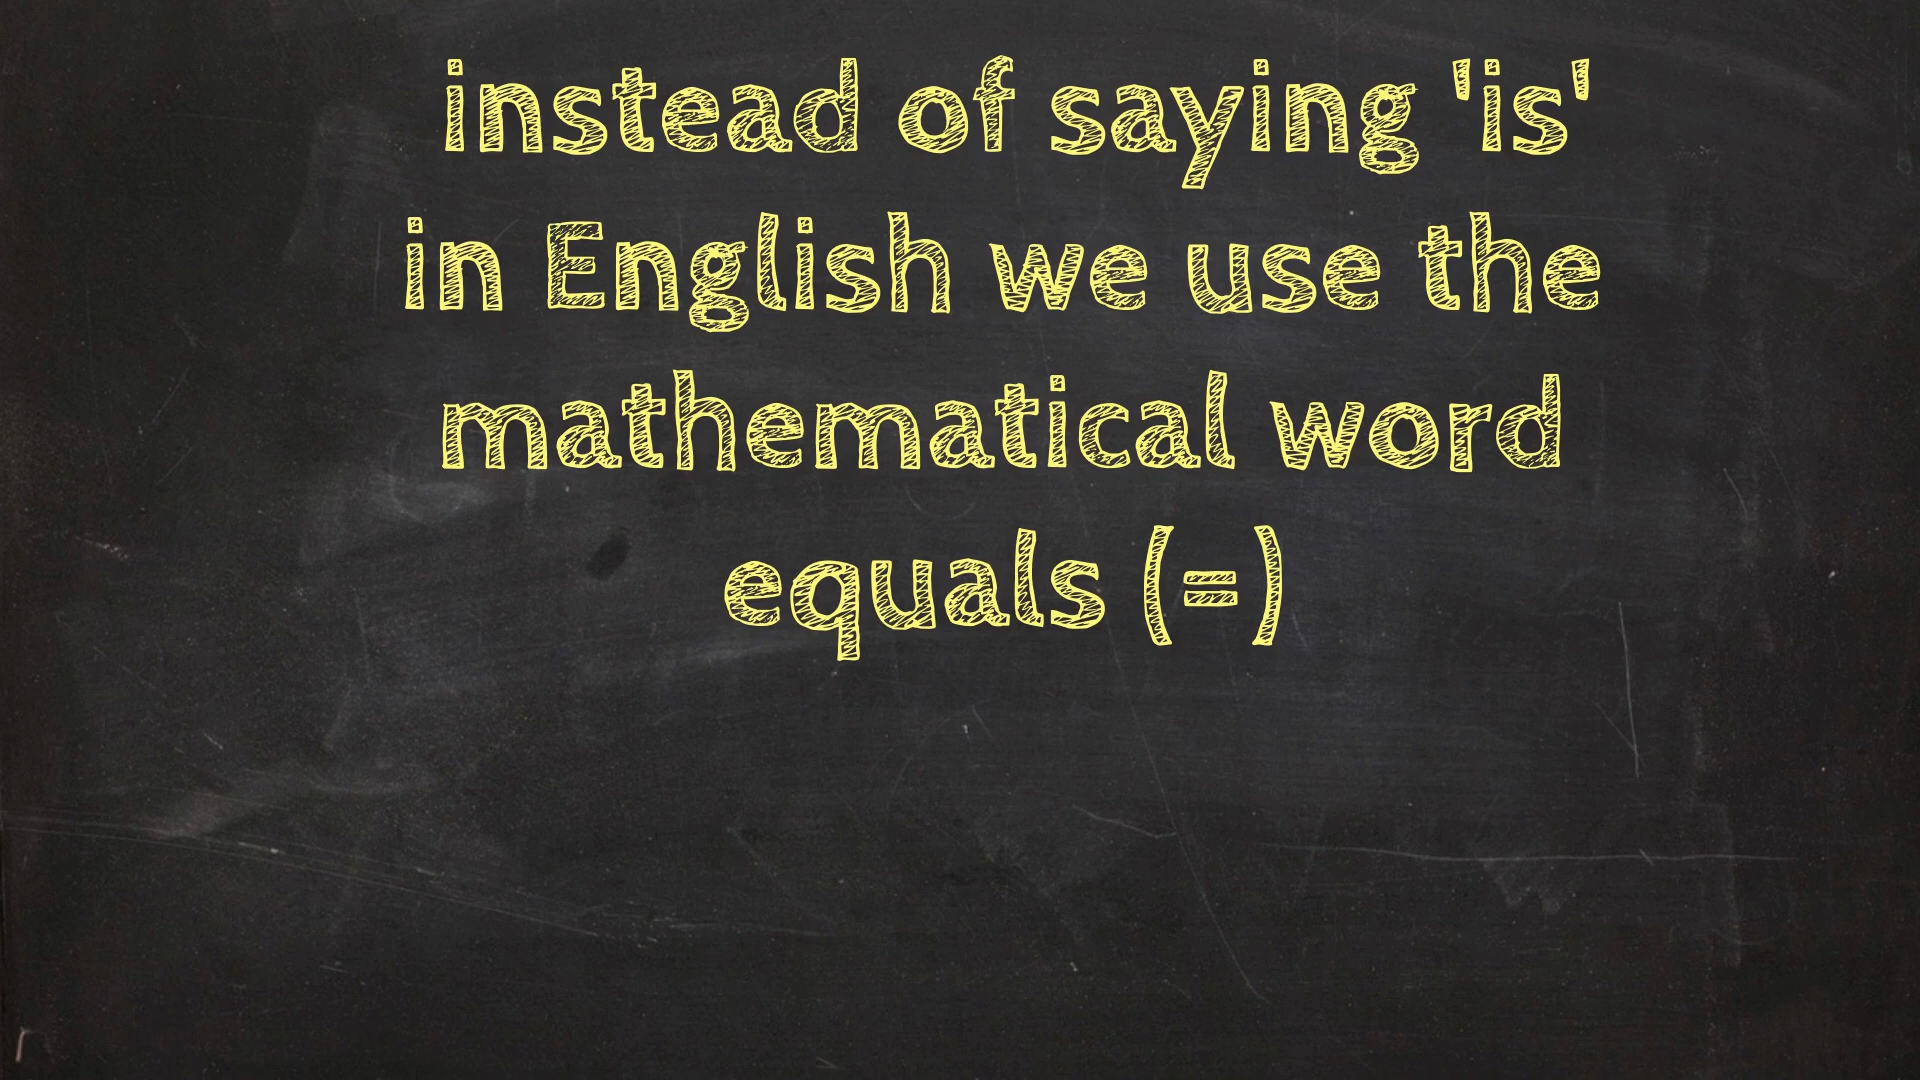 instead of saying 'is'
in English we use the
mathematical word
equals (=)